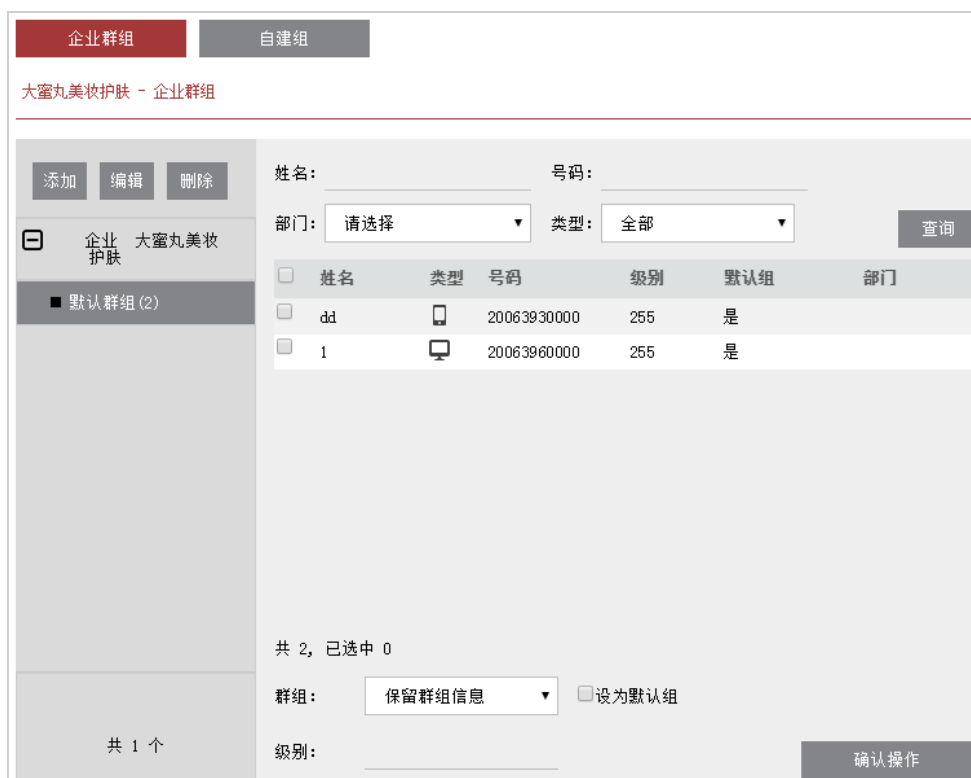 企业群组 自建组
大蜜丸美妆护肤 - 企业群组
添加 编辑 删除
企业 大蜜丸美妆护肤
默认群组(2)
共 1 个
姓名: 号码:
部门: 请选择 类型: 全部 查询
姓名 类型 号码 级别 默认组 部门
dd 20063930000 255 是
1 20063960000 255 是
共 2, 已选中 0
群组: 保留群组信息 设为默认组
级别: 确认操作